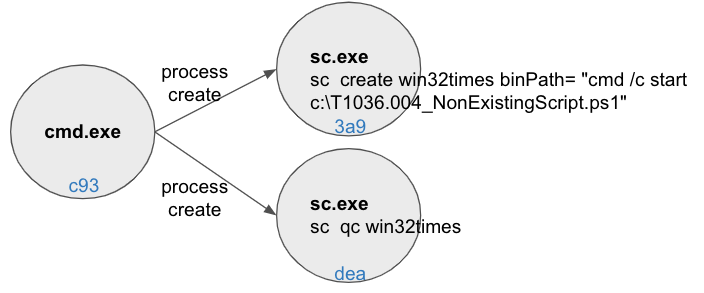 sc.exe
sc create win32times binPath= "cmd /c start
c:\T1036.004_NonExistingScript.ps1"
3a9
process
create
cmd.exe
c93
process
create
sc.exe
sc qc win32times
dea